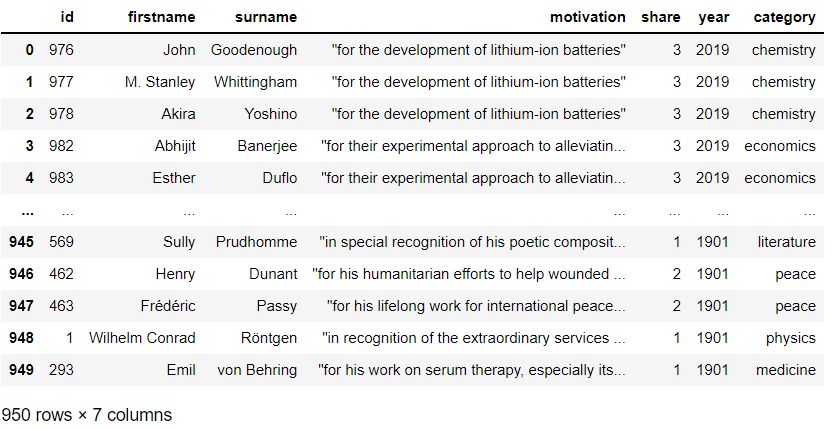 id firstname surname motivation share year category
0 976 John Goodenough "for the development of lithium-ion batteries" 3 2019 chemistry
1 977 M. Stanley Whittingham "for the development of lithium-ion batteries" 3 2019 chemistry
2 978 Akira Yoshino "for the development of lithium-ion batteries" 3 2019 chemistry
3 982 Abhijit Banerjee "for their experimental approach to alleviatin... 3 2019 economics
4 983 Esther Duflo "for their experimental approach to alleviatin... 3 2019 economics
... ... ... ... ... ... ... ...
945 569 Sully Prudhomme "in special recognition of his poetic composit... 1 1901 literature
946 462 Henry Dunant "for his humanitarian efforts to help wounded ... 2 1901 peace
947 463 Frédéric Passy "for his lifelong work for international peace... 2 1901 peace
948 1 Wilhelm Conrad Röntgen "in recognition of the extraordinary services ... 1 1901 physics
949 293 Emil von Behring "for his work on serum therapy, especially its... 1 1901 medicine
950 rows × 7 columns